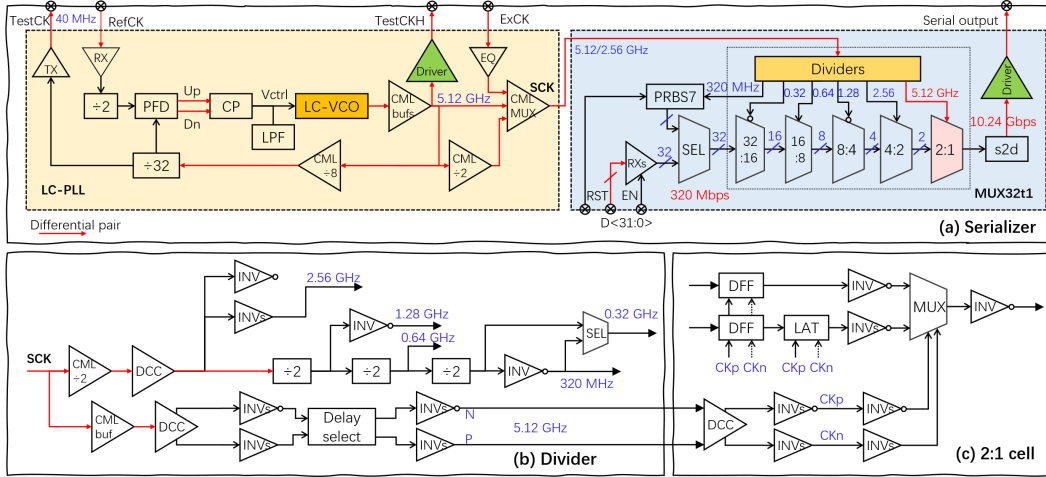 TestCK
40 MHz
RefCK
TestCKH
ExCK
Serial output
TX
RX
÷2
PFD
Up
Dn
CP
Vctrl
LPF
LC-VCO
CML
bufs
Driver
5.12 GHz
EQ
CML
MUX
SCK
÷32
CML
÷8
CML
÷2
LC-PLL
Differential pair
5.12/2.56 GHz
Dividers
320 MHz
0.32
0.64
1.28
2.56
5.12 GHz
PRBS7
SEL
32
:16
16
:8
8:4
4:2
2:1
s2d
Driver
10.24 Gbps
32
32
16
8
4
2
RXs
320 Mbps
RST
EN
D<31:0>
MUX32t1
(a) Serializer
INV
2.56 GHz
INVs
1.28 GHz
INV
0.64 GHz
SEL
0.32 GHz
SCK
CML
÷2
DCC
÷2
÷2
÷2
INV
320 MHz
CML
buf
DCC
INVs
INVs
Delay
select
INVs
INVs
N
P
5.12 GHz
(b) Divider
DFF
INV
MUX
INV
DFF
LAT
INVs
CKp CKn
CKp CKn
DCC
INVs
CKp
INVs
INVs
CKn
INVs
(c) 2:1 cell